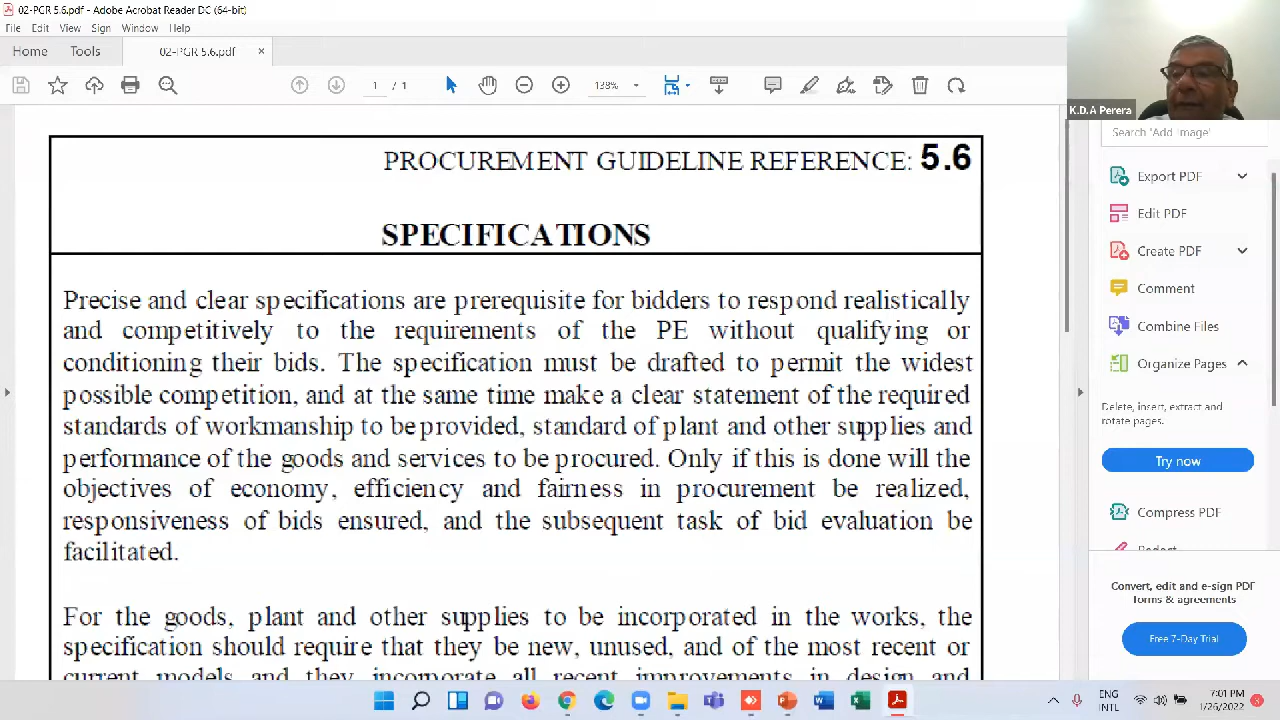 02-PGR 5.6.pdf - Adobe Acrobat Reader DC (64-bit)
File Edit View Sign Window Help
Home Tools 02-PGR 5.6.pdf ×
1 / 1 138%
K.D.A Perera
PROCUREMENT GUIDELINE REFERENCE: 5.6
SPECIFICATIONS
Precise and clear specifications are prerequisite for bidders to respond realistically
and competitively to the requirements of the PE without qualifying or
conditioning their bids. The specification must be drafted to permit the widest
possible competition, and at the same time make a clear statement of the required
standards of workmanship to be provided, standard of plant and other supplies and
performance of the goods and services to be procured. Only if this is done will the
objectives of economy, efficiency and fairness in procurement be realized,
responsiveness of bids ensured, and the subsequent task of bid evaluation be
facilitated.
For the goods, plant and other supplies to be incorporated in the works, the
specification should require that they be new, unused, and of the most recent or
current models and they incorporate all recent improvements in design and
Search 'Add Image'
Export PDF
Edit PDF
Create PDF
Comment
Combine Files
Organize Pages
Delete, insert, extract and
rotate pages.
Try now
Compress PDF
Redact
Convert, edit and e-sign PDF
forms & agreements
Free 7-Day Trial
ENG
INTL
7:01 PM
1/26/2022
3